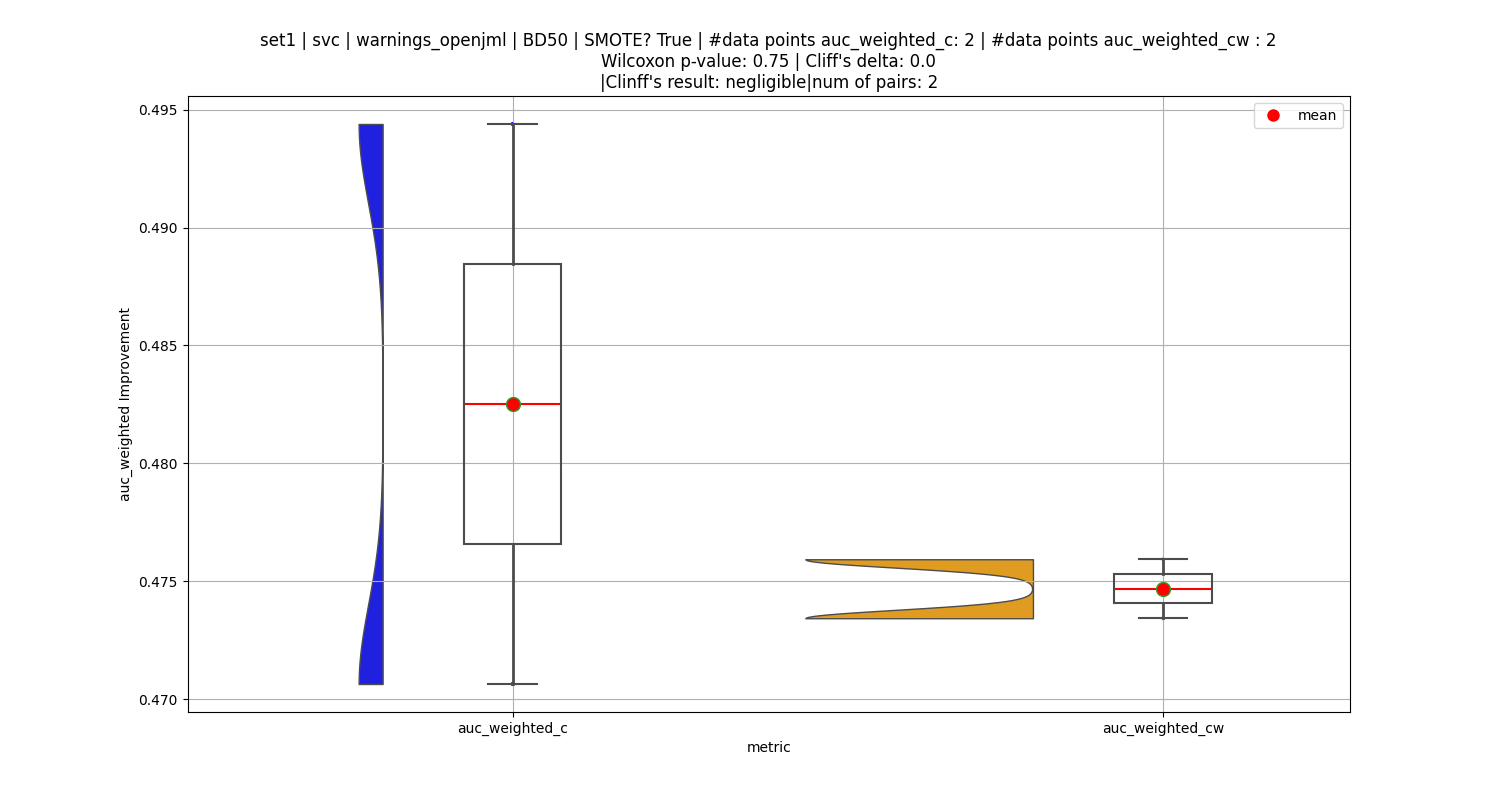 set1 | svc | warnings_openjml | BD50 | SMOTE? True | #data points auc_weighted_c: 2 | #data points auc_weighted_cw : 2
Wilcoxon p-value: 0.75 | Cliff's delta: 0.0
|Clinff's result: negligible|num of pairs: 2
mean
0.495
0.490
0.485
0.480
0.475
0.470
auc_weighted Improvement
auc_weighted_c
auc_weighted_cw
metric